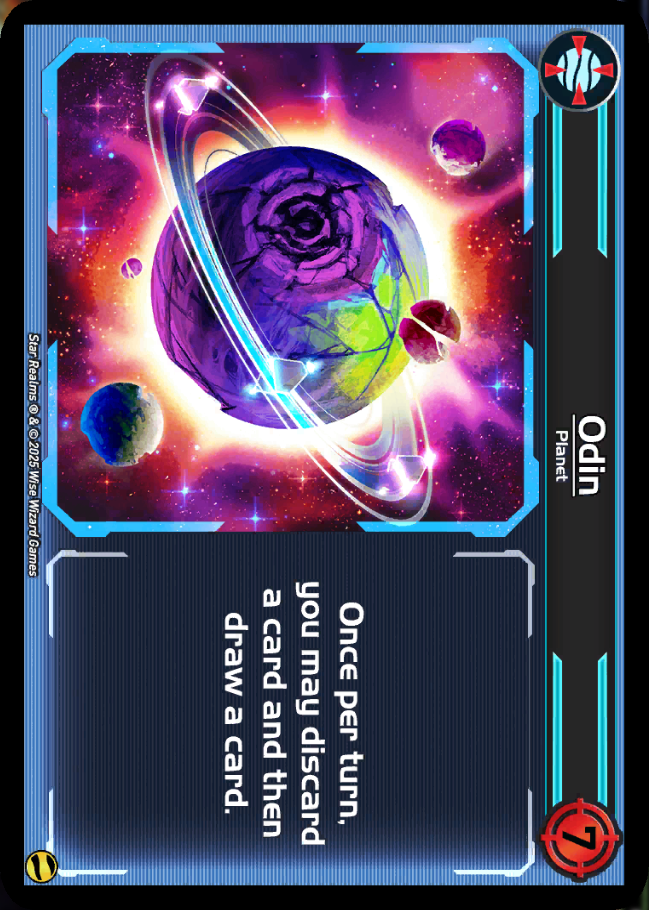 Odin
Planet
7
Once per turn,
you may discard
a card and then
draw a card.
Star Realms ® & © 2025 Wise Wizard Games